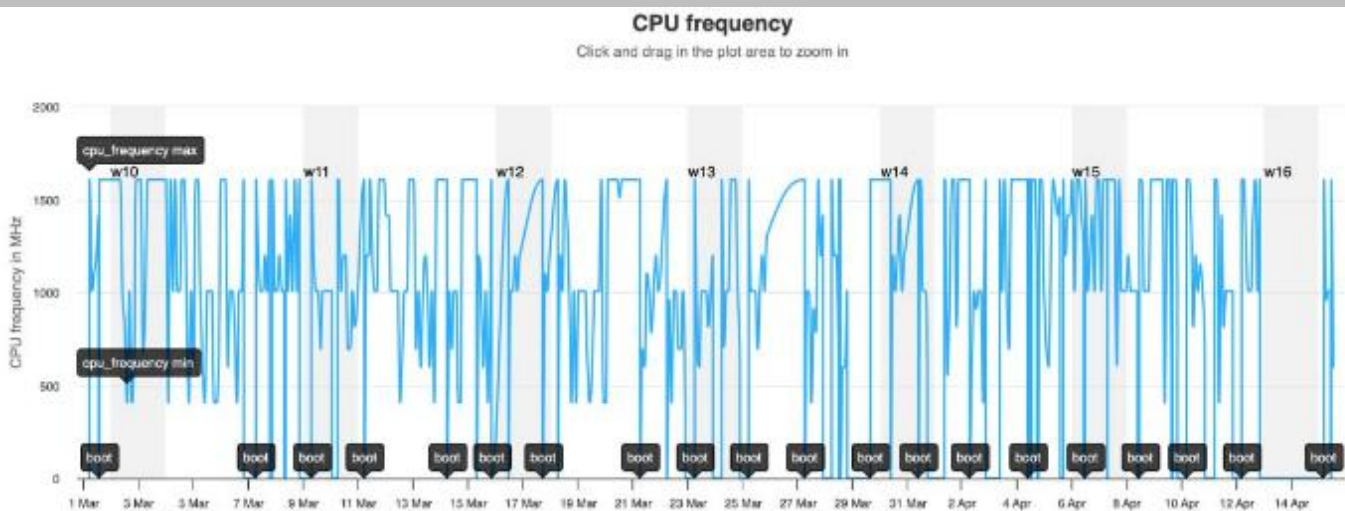 CPU frequency
Click and drag in the plot area to zoom in
2000
cpu_frequency max
w10 w11 w12 w13 w14 w15 w16
1500
CPU frequency in MHz
1000
cpu_frequency min
500
boot boot boot boot boot boot boot boot boot boot boot boot boot boot boot boot boot boot boot
0
1 Mar 3 Mar 5 Mar 7 Mar 9 Mar 11 Mar 13 Mar 15 Mar 17 Mar 19 Mar 21 Mar 23 Mar 25 Mar 27 Mar 29 Mar 31 Mar 2 Apr 4 Apr 6 Apr 8 Apr 10 Apr 12 Apr 14 Apr